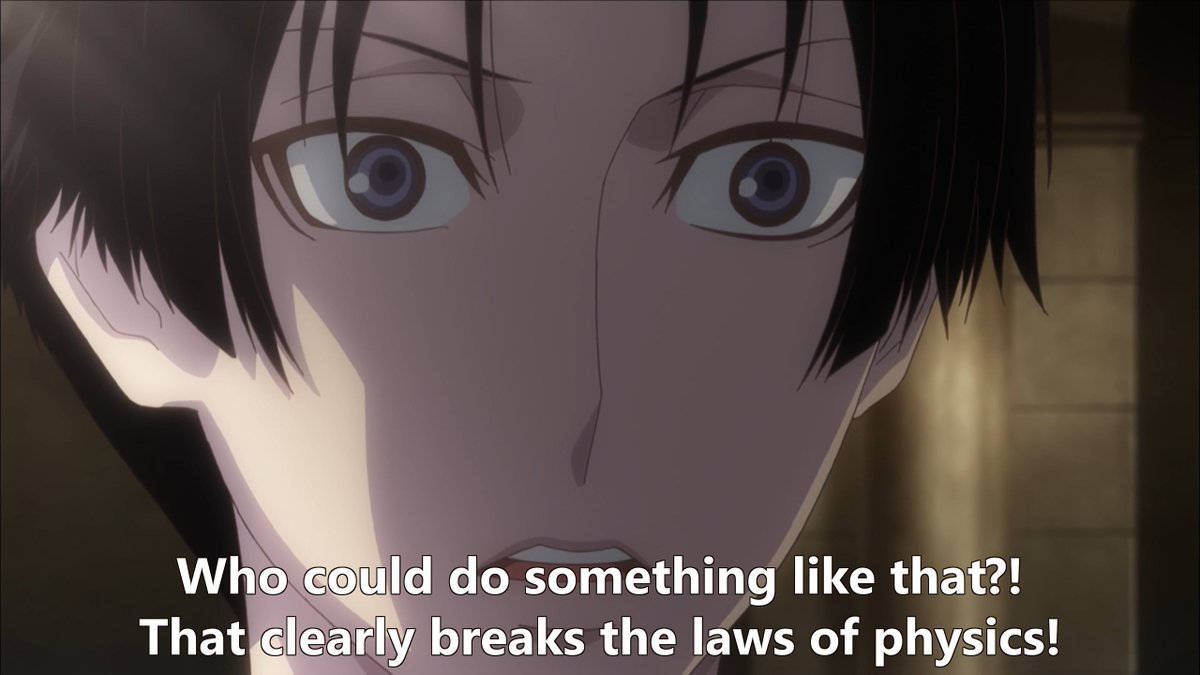 Who could do something like that?!
That clearly breaks the laws of physics!